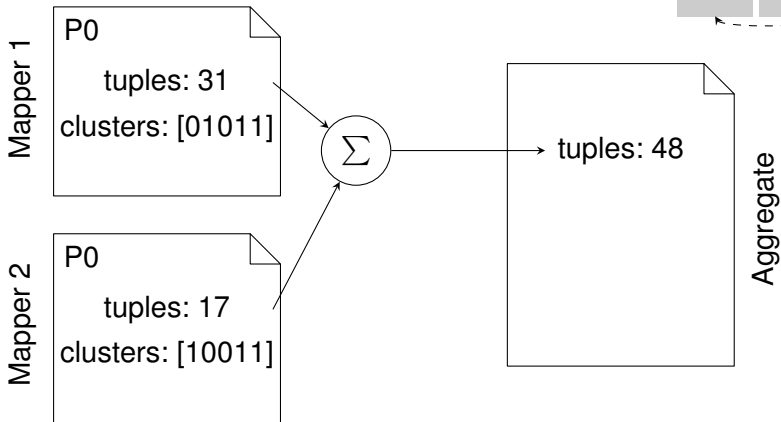 Mapper 1
P0
tuples: 31
clusters: [01011]
Mapper 2
P0
tuples: 17
clusters: [10011]
Σ
tuples: 48
Aggregate